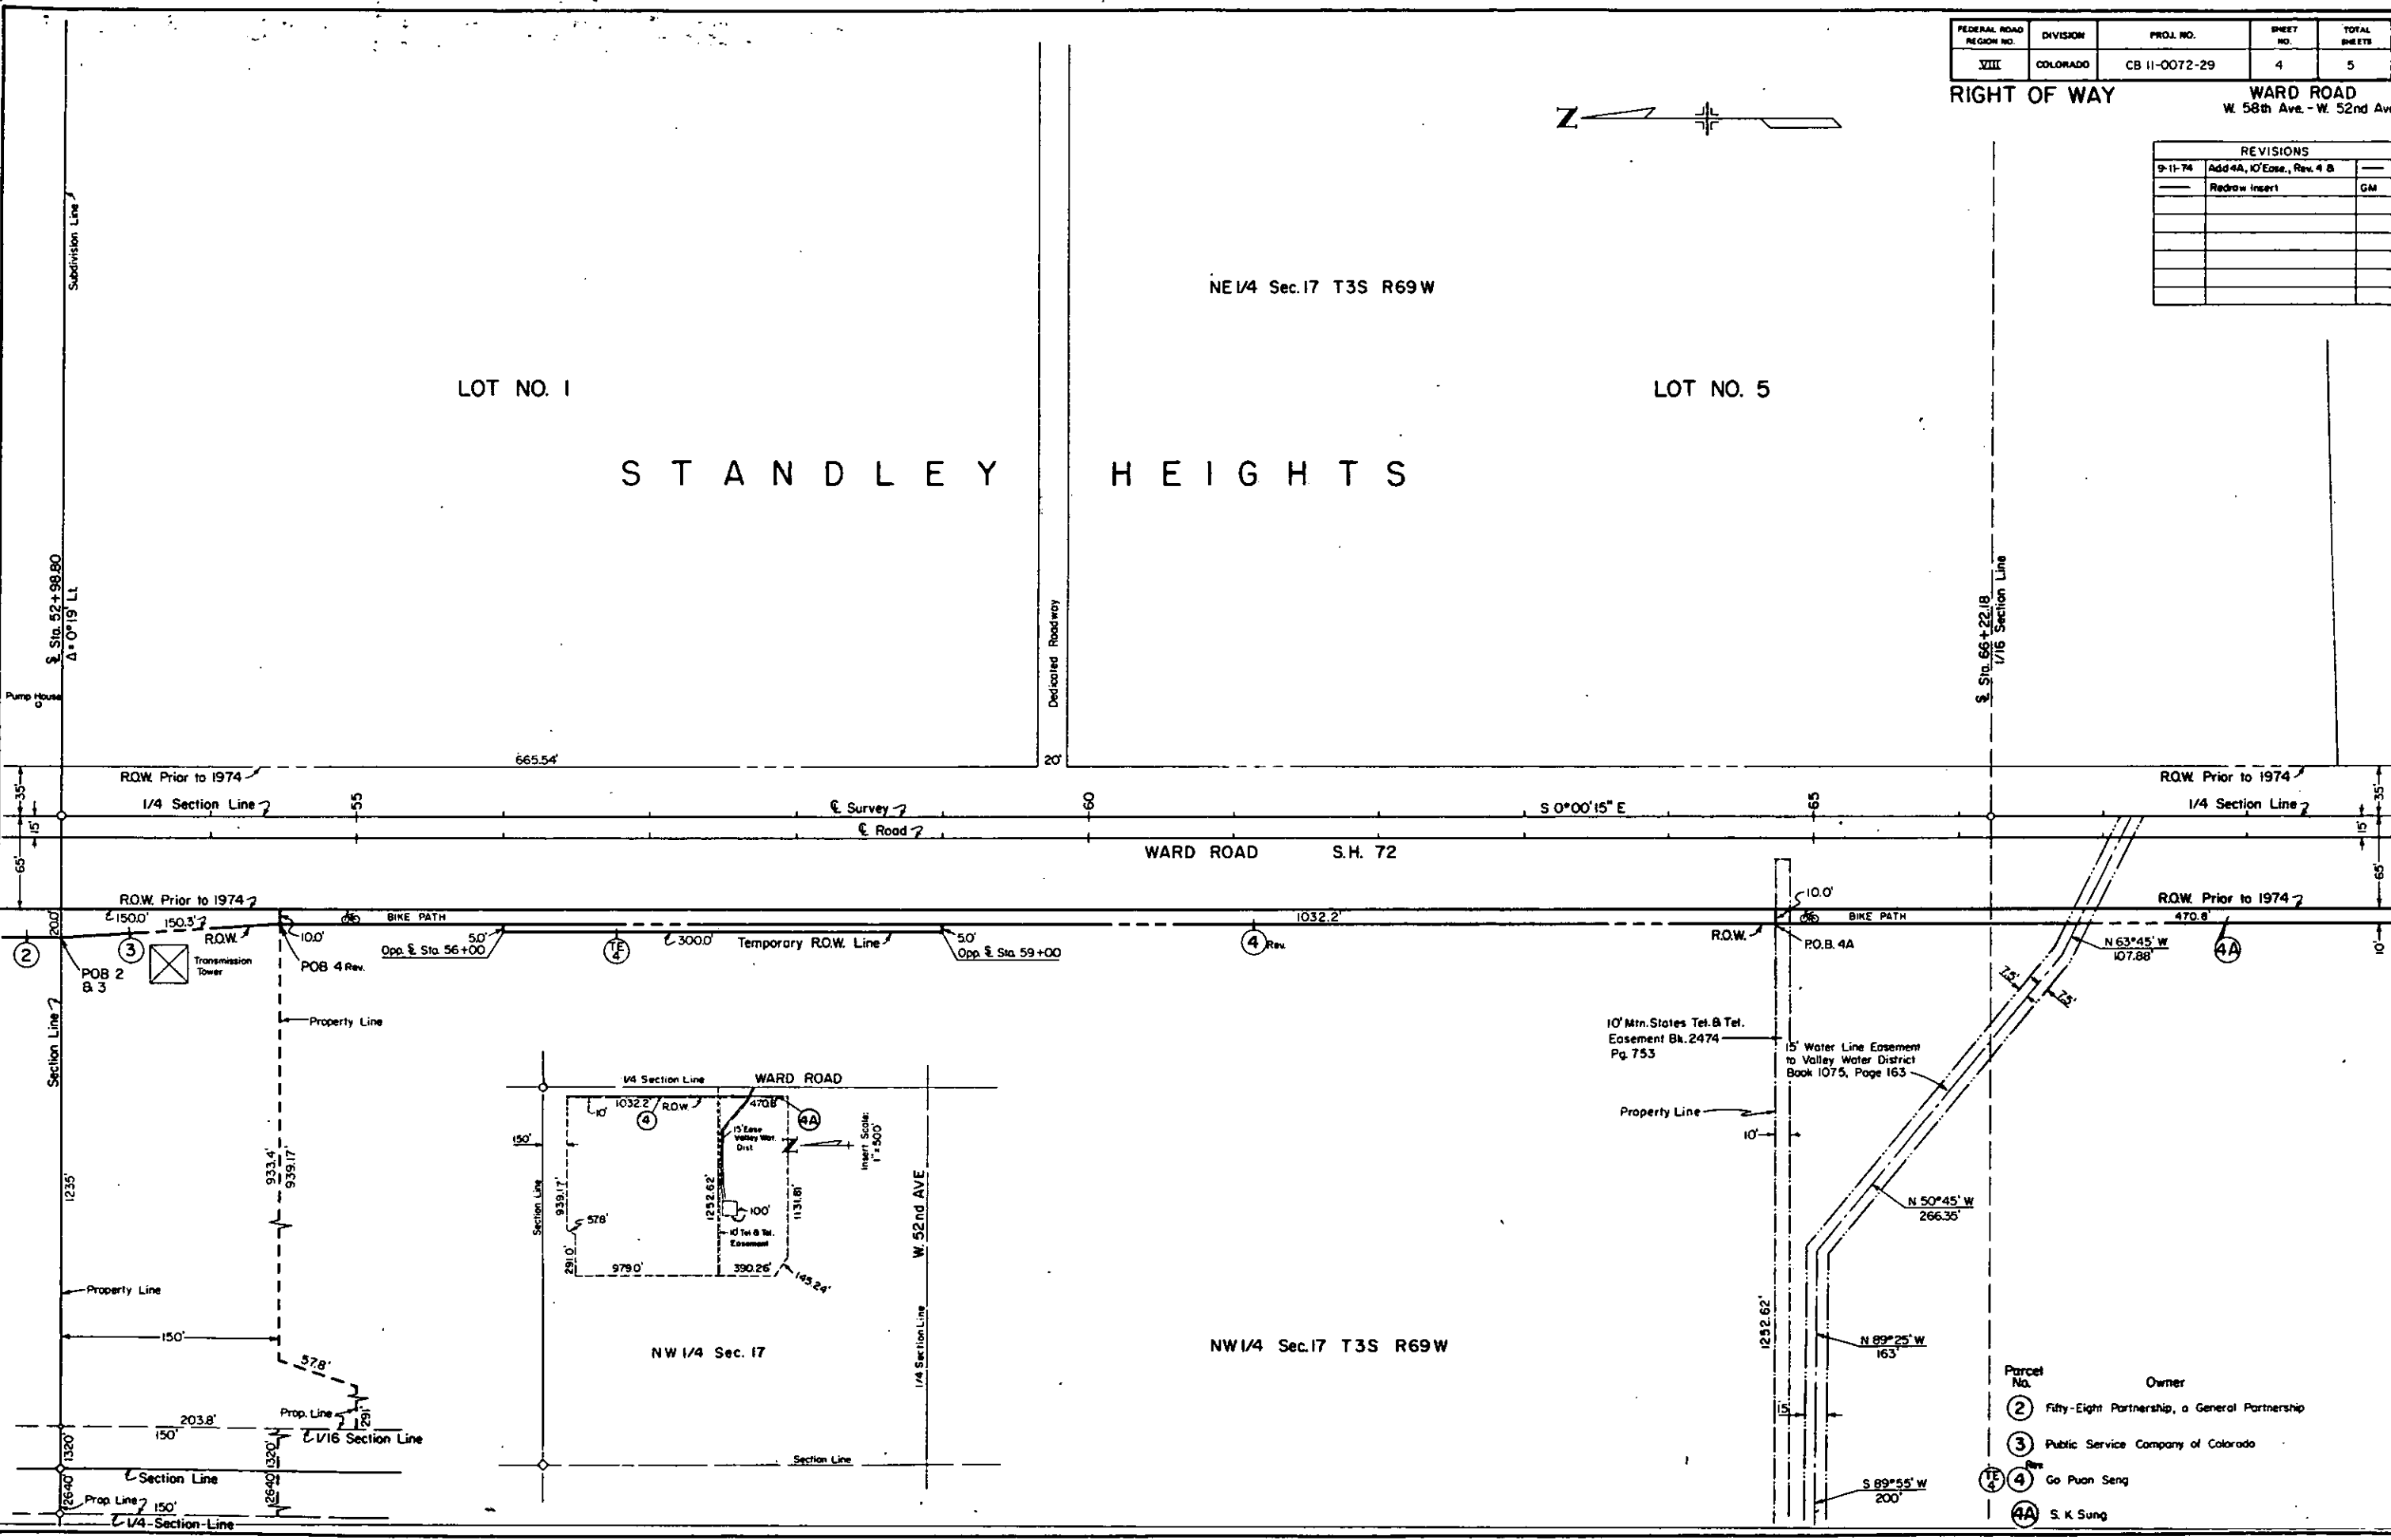 FEDERAL ROAD REGION NO. DIVISION PROJ. NO. SHEET NO. TOTAL SHEETS
VIII COLORADO CB 11-0072-29 4 5
RIGHT OF WAY
WARD ROAD
W. 58th Ave. - W. 52nd Av
REVISIONS
9-11-74 Add 4A, 10' Ease., Rev. 4 &
Redraw insert GM
Z
Subdivision Line
NE 1/4 Sec. 17 T3S R69W
LOT NO. 1
LOT NO. 5
STANDLEY HEIGHTS
℄ Sta. 52+98.80
Δ = 0°19' Lt.
Dedicated Roadway
℄ Sta. 66+22.18
1/16 Section Line
Pump House
665.54'
20'
R.O.W. Prior to 1974
R.O.W. Prior to 1974
35'
35'
1/4 Section Line
55
℄ Survey
60
S 0°00'15" E
65
1/4 Section Line
15'
15'
℄ Road
65'
65'
WARD ROAD S.H. 72
R.O.W. Prior to 1974
10.0'
R.O.W. Prior to 1974
20.0'
150.0'
150.3'
BIKE PATH
1032.2'
BIKE PATH
470.8'
R.O.W.
10.0'
5.0'
Opp. ℄ Sta. 56+00
300.0'
Temporary R.O.W. Line
5.0'
Opp. ℄ Sta. 59+00
4 Rev.
TE 4
R.O.W.
P.O.B. 4A
N 63°45' W
107.88'
4A
10'
2
3
POB 2
& 3
Transmission
Tower
POB 4 Rev.
7.5'
7.5'
Section Line
Property Line
10' Mtn. States Tel. & Tel.
Easement Bk. 2474
Pg. 753
15' Water Line Easement
to Valley Water District
Book 1075, Page 163
Property Line
10'
1/4 Section Line
WARD ROAD
1032.2'
R.O.W.
470.8'
10'
4
4A
150'
15' Ease
Valley Wat.
Dist.
Z
Insert Scale:
1" = 500'
Section Line
939.17'
57.8'
1252.62'
100'
1131.81'
10' Tel & Tel.
Easement
291.0'
979.0'
390.26'
145.24'
W. 52nd AVE
1/4 Section Line
NW 1/4 Sec. 17
Section Line
1235'
933.4'
939.17'
Property Line
150'
57.8'
Prop. Line
291'
203.8'
150'
1/16 Section Line
1320'
1320'
Section Line
2640'
2640'
Prop. Line
150'
1/4-Section-Line
NW 1/4 Sec. 17 T3S R69W
1252.62'
N 50°45' W
266.35'
N 89°25' W
163'
15'
S 89°55' W
200'
Parcel No. Owner
2 Fifty-Eight Partnership, a General Partnership
3 Public Service Company of Colorado
TE 4 4 Rev Go Puan Seng
4A S. K. Sung